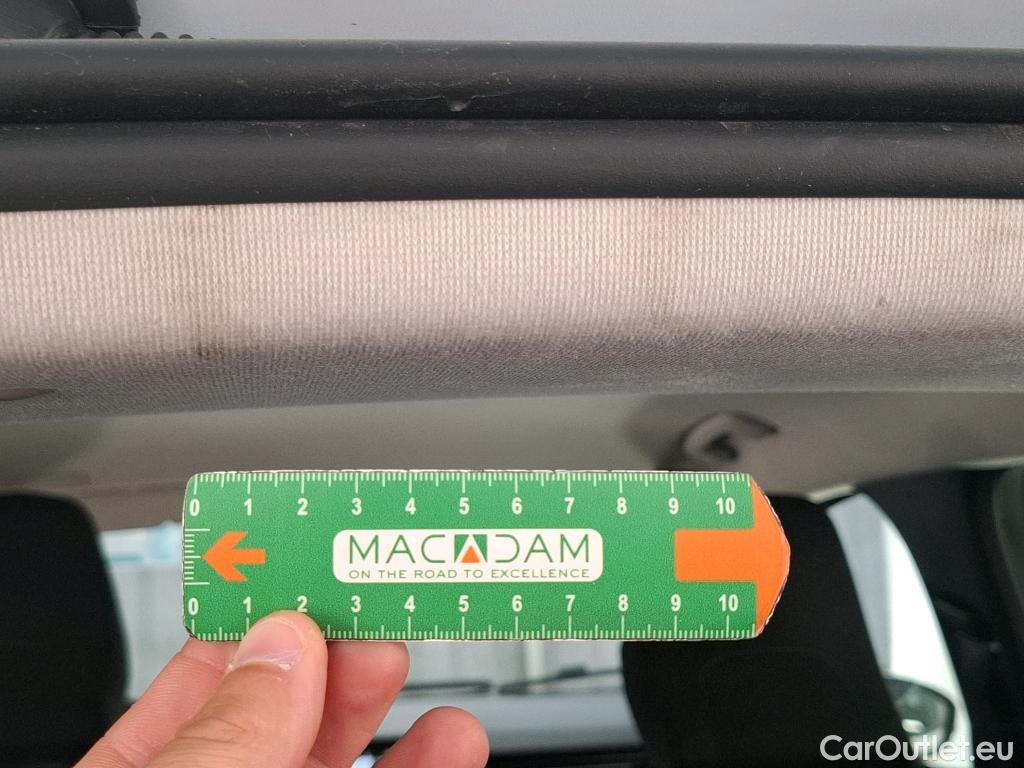 0 1 2 3 4 5 6 7 8 9 10
MACADAM
ON THE ROAD TO EXCELLENCE
0 1 2 3 4 5 6 7 8 9 10
CarOutlet.eu